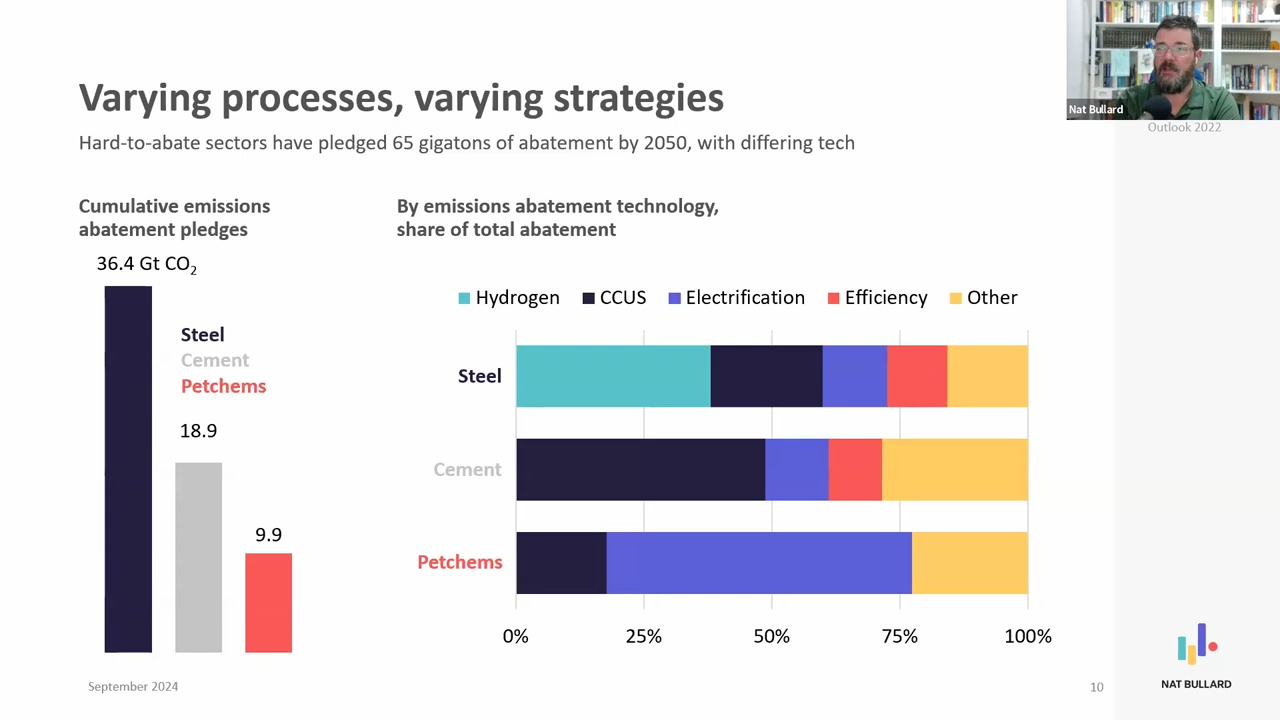 Varying processes, varying strategies
Hard-to-abate sectors have pledged 65 gigatons of abatement by 2050, with differing tech
Nat Bullard
Outlook 2022
Cumulative emissions
abatement pledges
36.4 Gt CO₂
Steel
Cement
Petchems
18.9
9.9
By emissions abatement technology,
share of total abatement
Hydrogen CCUS Electrification Efficiency Other
Steel
Cement
Petchems
0% 25% 50% 75% 100%
September 2024
10
NAT BULLARD